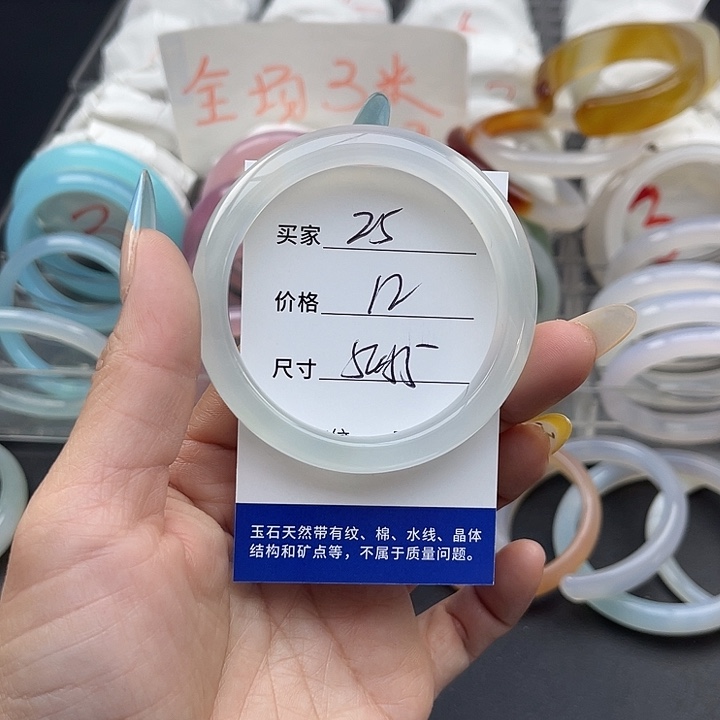 全场3米
买家 25
价格 12
尺寸
玉石天然带有纹、棉、水线、晶体
结构和矿点等，不属于质量问题。